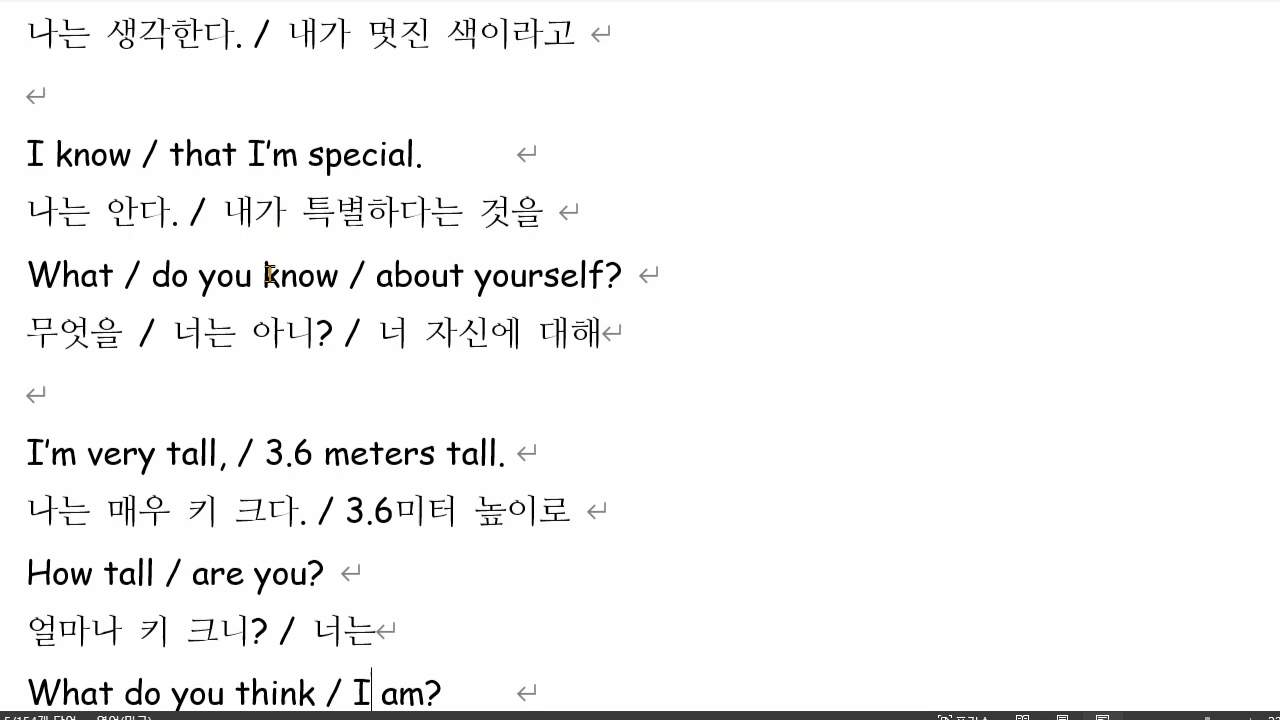 나는 생각한다. / 내가 멋진 색이라고
I know / that I'm special.
나는 안다. / 내가 특별하다는 것을
What / do you know / about yourself?
무엇을 / 너는 아니? / 너 자신에 대해
I'm very tall, / 3.6 meters tall.
나는 매우 키 크다. / 3.6미터 높이로
How tall / are you?
얼마나 키 크니? / 너는
What do you think / I am?